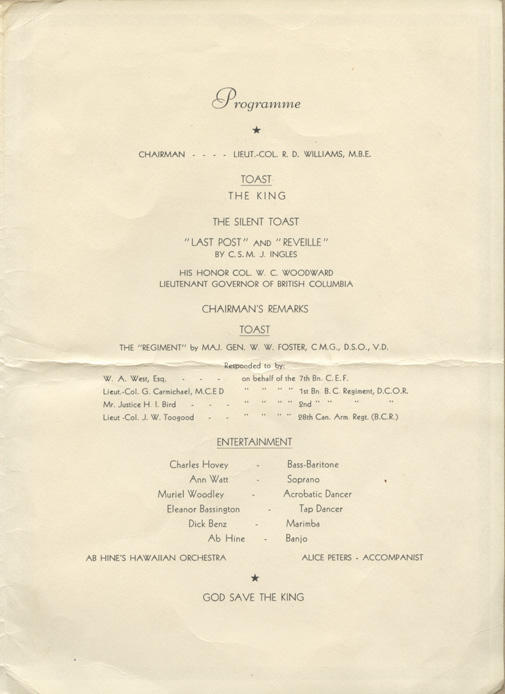 Programme
★
CHAIRMAN - - - - LIEUT.-COL. R. D. WILLIAMS, M.B.E.
TOAST
THE KING
THE SILENT TOAST
"LAST POST" AND "REVEILLE"
BY C.S.M. J. INGLES
HIS HONOR COL. W. C. WOODWARD
LIEUTENANT GOVERNOR OF BRITISH COLUMBIA
CHAIRMAN'S REMARKS
TOAST
THE "REGIMENT" by MAJ. GEN. W. W. FOSTER, C M.G., D.S.O., V.D.
Responded to by:
W. A. West, Esq. - - - on behalf of the 7th Bn. C.E.F.
Lieut.-Col G. Carmichael, M.C.E D " " " " 1st Bn. B.C. Regiment, D.C.O.R.
Mr. Justice H. I. Bird - - - " " " " 2nd " " " "
Lieut -Col. J. W. Toogood - - " " " " 28th Can. Arm. Regt. (B.C.R.)
ENTERTAINMENT
Charles Hovey - Bass-Baritone
Ann Watt - Soprano
Muriel Woodley - Acrobatic Dancer
Eleanor Bassington - Tap Dancer
Dick Benz - Marimba
Ab Hine - Banjo
AB HINE'S HAWAIIAN ORCHESTRA ALICE PETERS - ACCOMPANIST
★
GOD SAVE THE KING